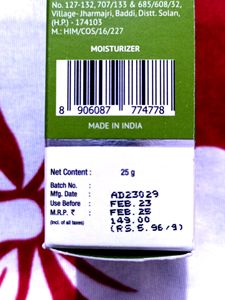 No. 127-132, 707/133 & 685/608/32,
Village-Jharmajri, Baddi, Distt. Solan,
(H.P.) - 174103
M.: HIM/COS/16/227
MOISTURIZER
8 906087 774778
MADE IN INDIA
Net Content : 25 g
Batch No. : AD23029
Mfg. Date : FEB.23
Use Before : FEB.25
M.R.P. ₹ : 149.00
(Incl. of all taxes) (RS.5.96/g)